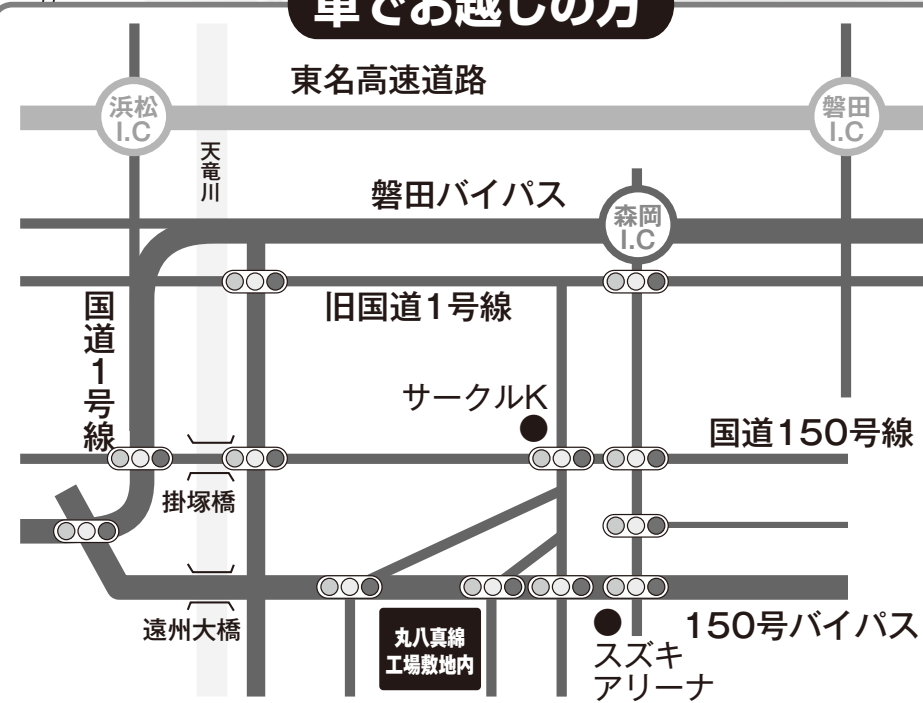 車でお越しの方
東名高速道路
浜松
I.C
磐田
I.C
天竜川
磐田バイパス
森岡
I.C
国道1号線
旧国道1号線
サークルK
国道150号線
掛塚橋
遠州大橋
丸八真綿
工場敷地内
150号バイパス
スズキ
アリーナ